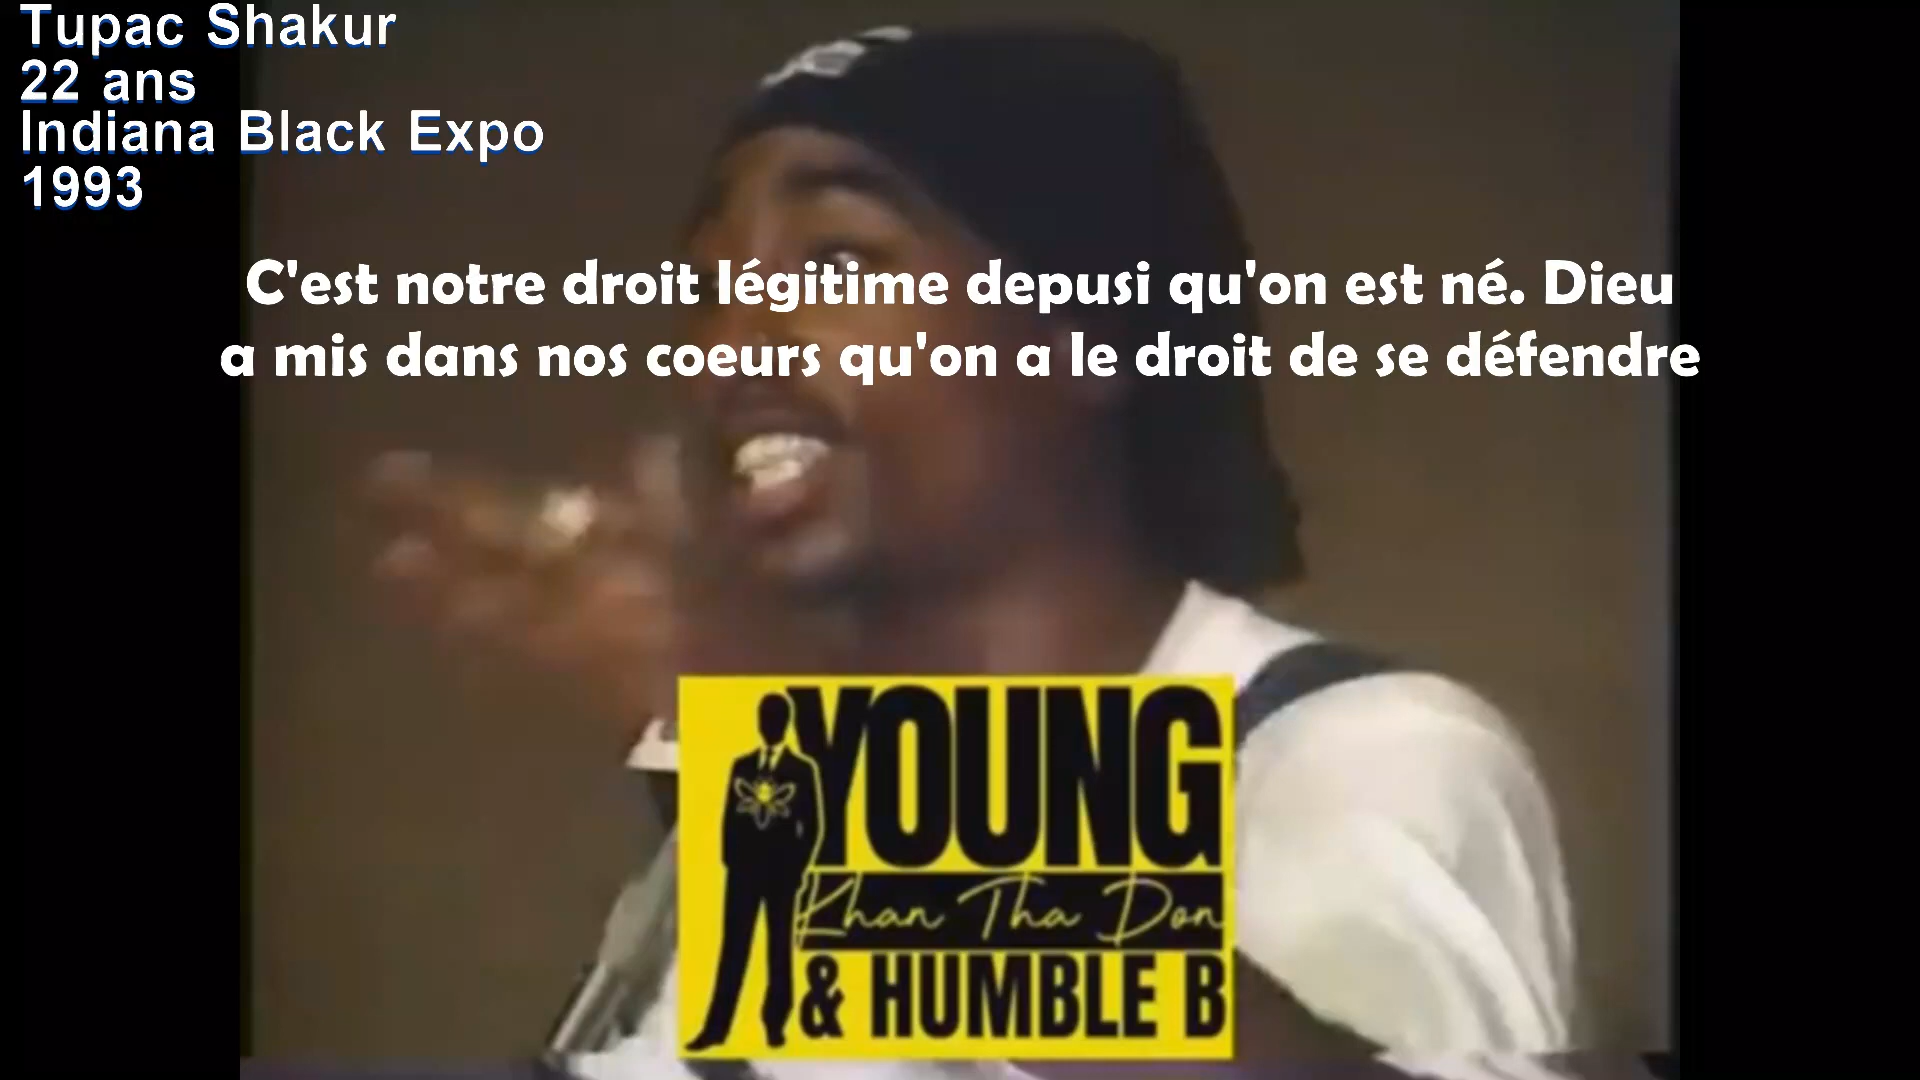 Tupac Shakur
22 ans
Indiana Black Expo
1993
C'est notre droit légitime depusi qu'on est né. Dieu
a mis dans nos coeurs qu'on a le droit de se défendre
YOUNG
Khan Tha Don
& HUMBLE B